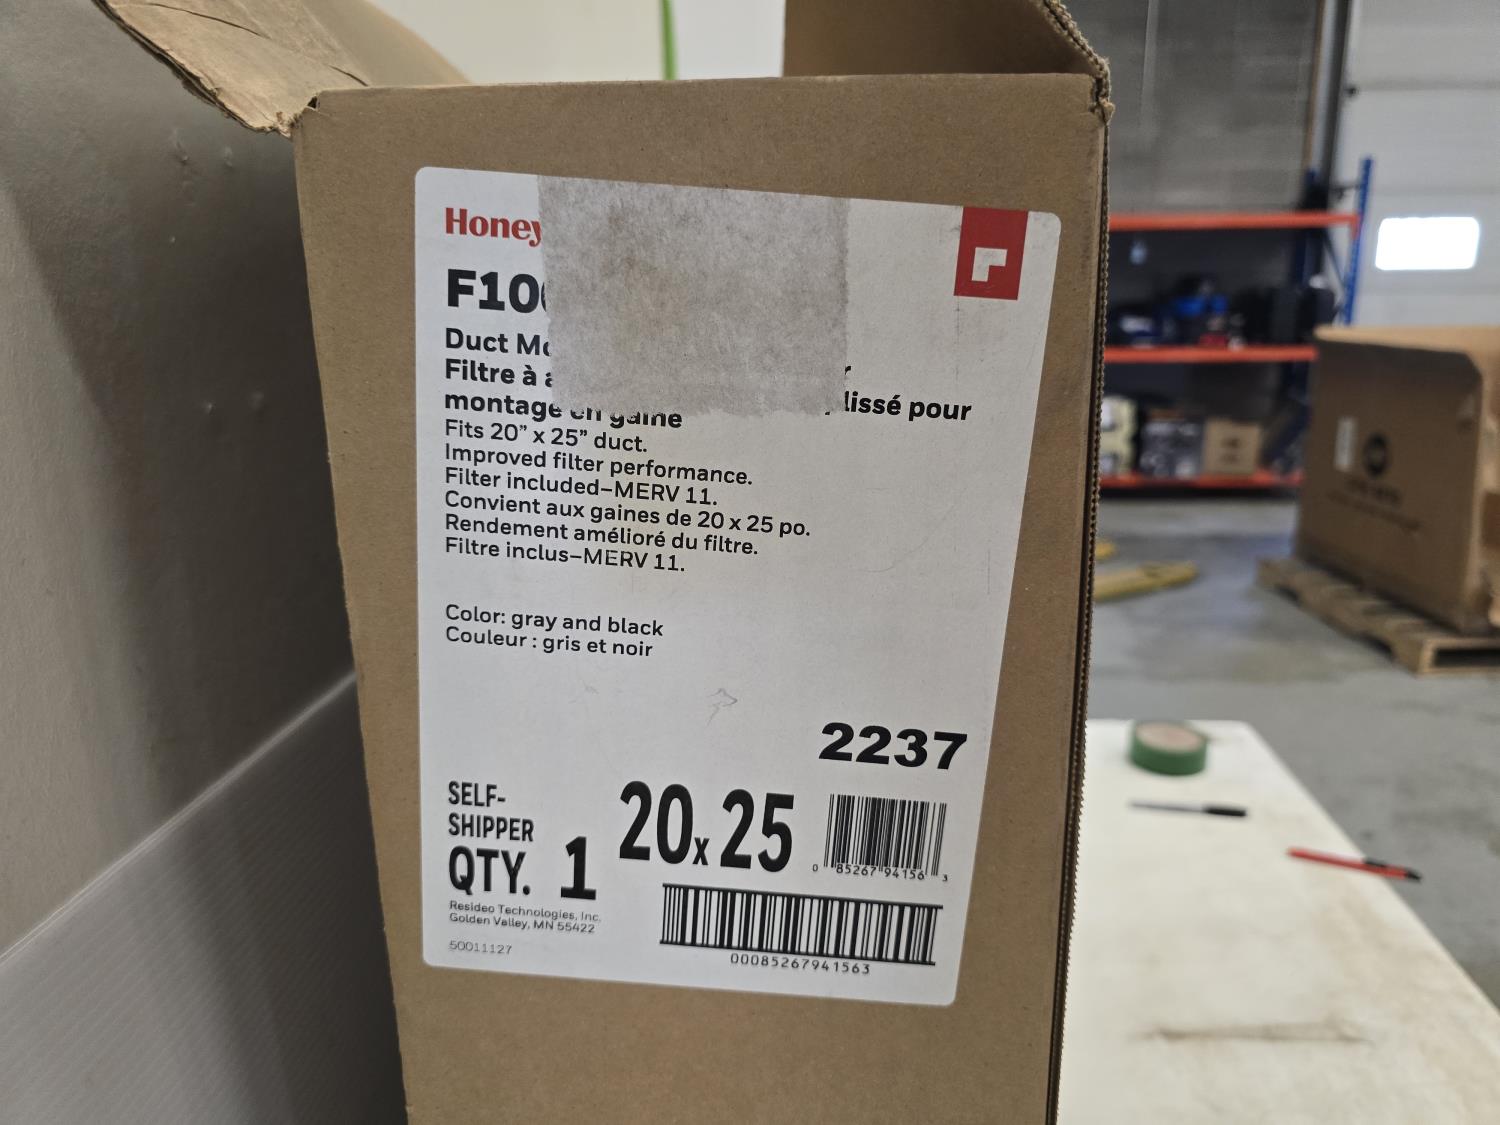 Honey
F10
Duct
Filtre à
lissé pour
montage en gaine
Fits 20” x 25” duct.
Improved filter performance.
Filter included–MERV 11.
Convient aux gaines de 20 x 25 po.
Rendement amélioré du filtre.
Filtre inclus–MERV 11.
Color: gray and black
Couleur : gris et noir
2237
SELF-
SHIPPER
QTY. 1
20x25
0 85267 94156 3
Resideo Technologies, Inc.
Golden Valley, MN 55422
50011127
00085267941563